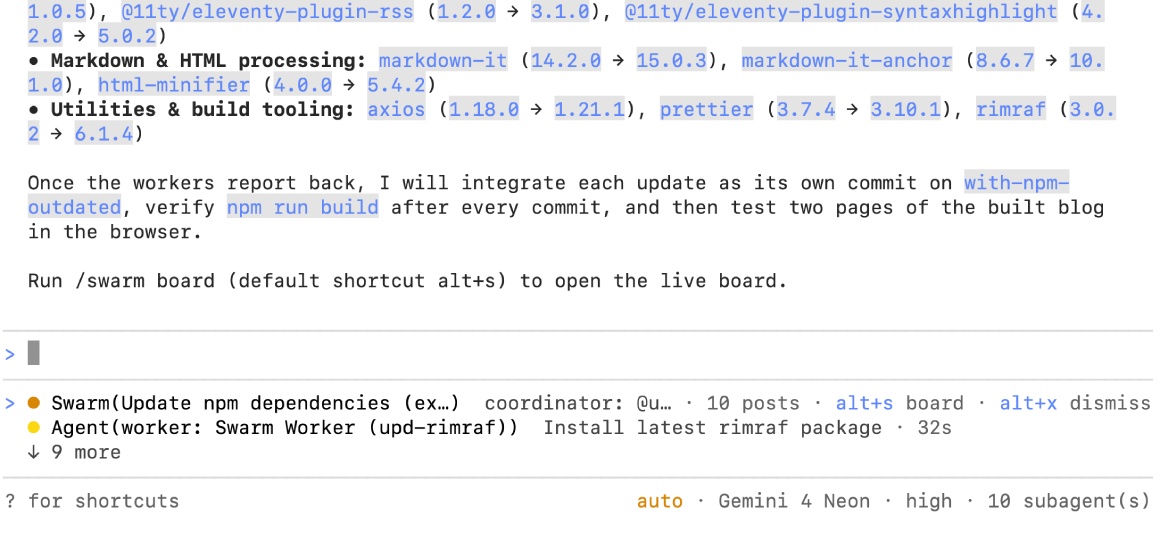 1.0.5), @11ty/eleventy-plugin-rss (1.2.0 → 3.1.0), @11ty/eleventy-plugin-syntaxhighlight (4.
2.0 → 5.0.2)
• Markdown & HTML processing: markdown-it (14.2.0 → 15.0.3), markdown-it-anchor (8.6.7 → 10.
1.0), html-minifier (4.0.0 → 5.4.2)
• Utilities & build tooling: axios (1.18.0 → 1.21.1), prettier (3.7.4 → 3.10.1), rimraf (3.0.
2 → 6.1.4)
Once the workers report back, I will integrate each update as its own commit on with-npm-
outdated, verify npm run build after every commit, and then test two pages of the built blog
in the browser.
Run /swarm board (default shortcut alt+s) to open the live board.
>
> ● Swarm(Update npm dependencies (ex…) coordinator: @u… · 10 posts · alt+s board · alt+x dismiss
● Agent(worker: Swarm Worker (upd-rimraf)) Install latest rimraf package · 32s
↓ 9 more
? for shortcuts auto · Gemini 4 Neon · high · 10 subagent(s)